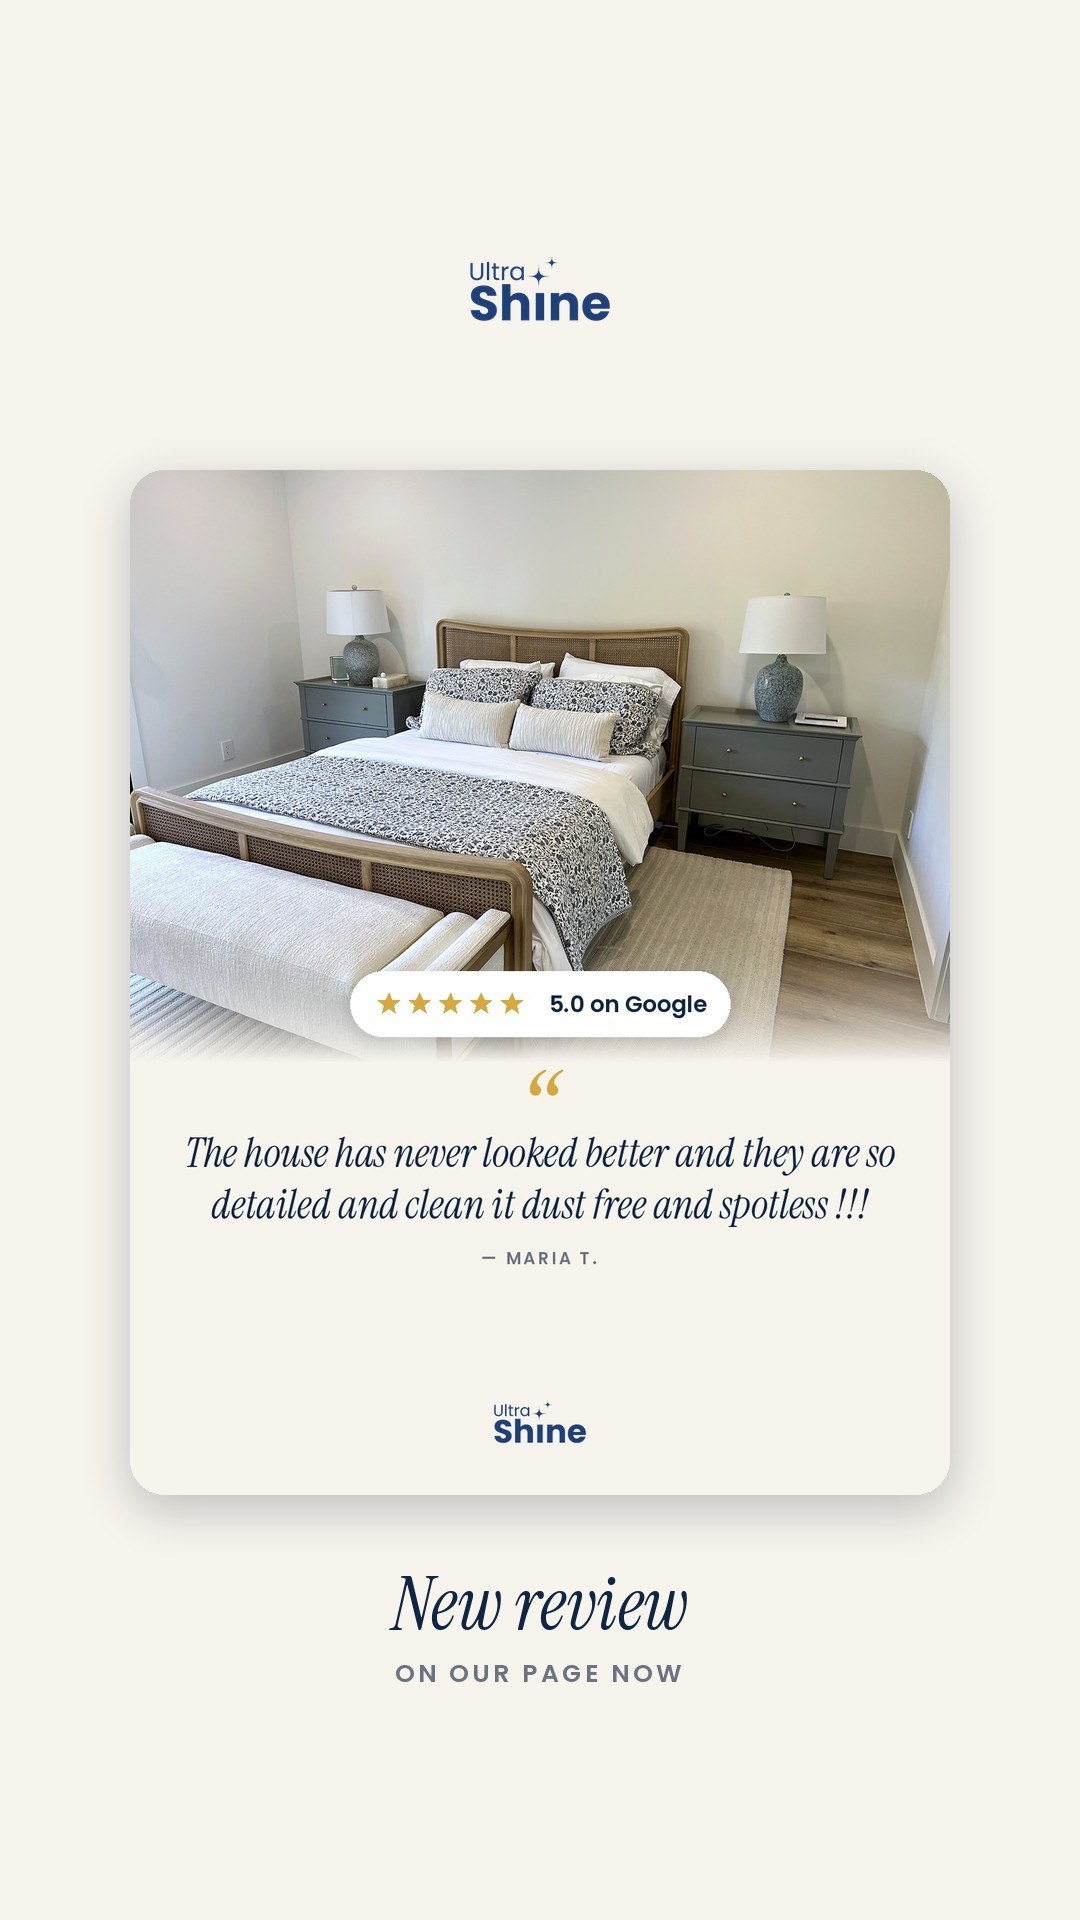 Ultra
Shine
5.0 on Google
“
The house has never looked better and they are so
detailed and clean it dust free and spotless !!!
— MARIA T.
Ultra
Shine
New review
ON OUR PAGE NOW